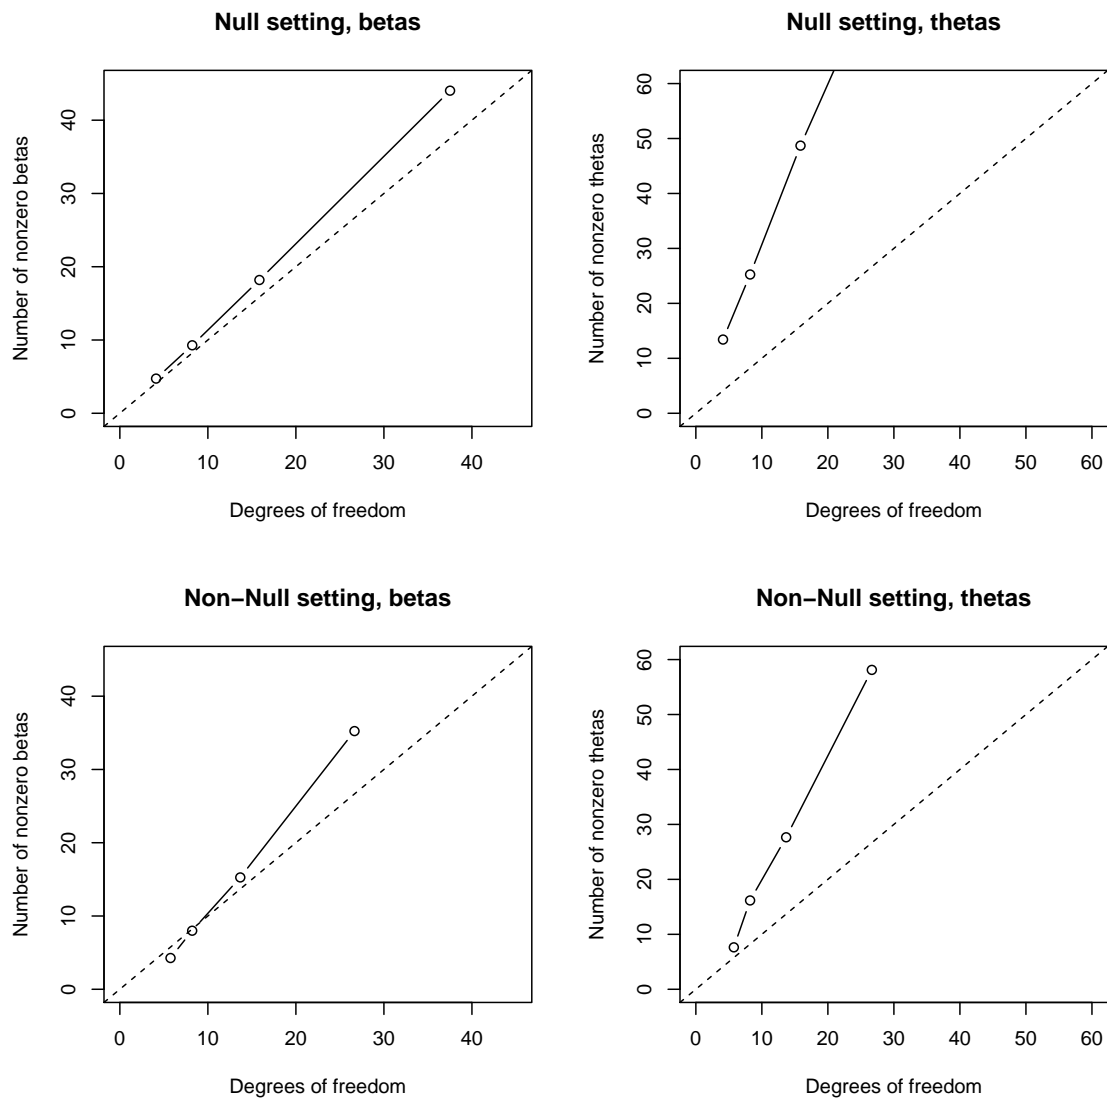 Null setting, betas
Number of nonzero betas
40
30
20
10
0
0 10 20 30 40
Degrees of freedom
Null setting, thetas
Number of nonzero thetas
60
50
40
30
20
10
0
0 10 20 30 40 50 60
Degrees of freedom
Non−Null setting, betas
Number of nonzero betas
40
30
20
10
0
0 10 20 30 40
Degrees of freedom
Non−Null setting, thetas
Number of nonzero thetas
60
50
40
30
20
10
0
0 10 20 30 40 50 60
Degrees of freedom